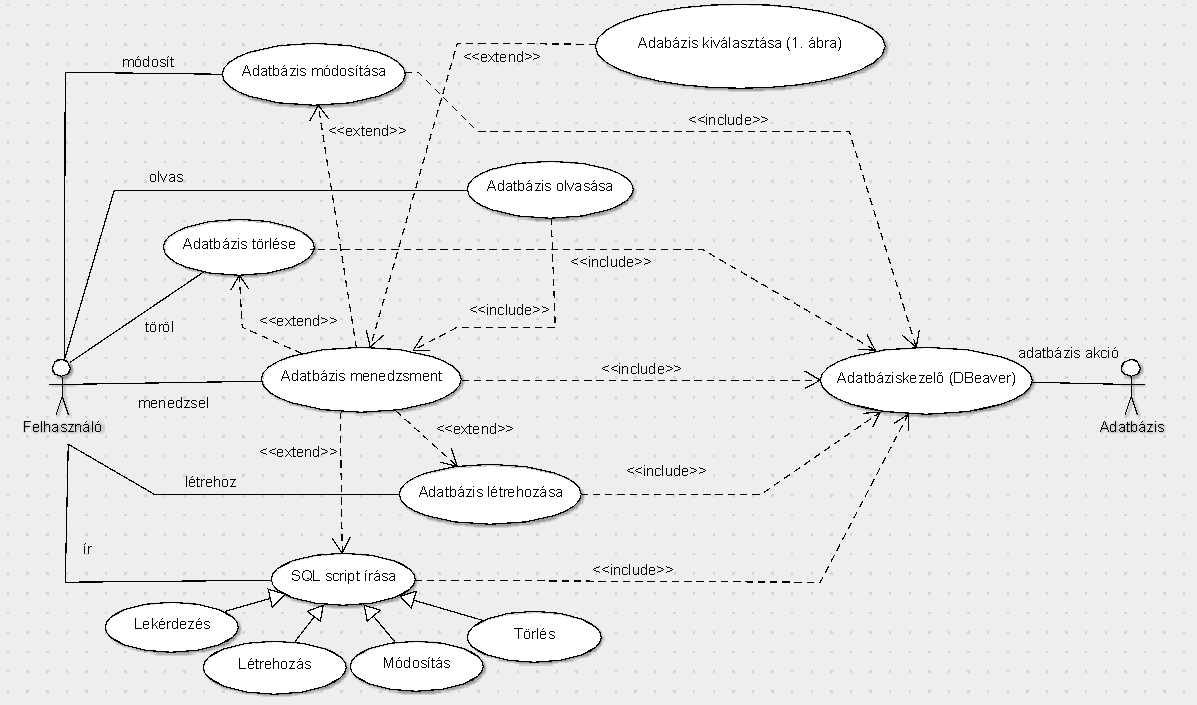 Adabázis kiválasztása (1. ábra)
<<extend>>
módosít
Adatbázis módosítása
<<include>>
<<extend>>
olvas
Adatbázis olvasása
Adatbázis törlése
<<include>>
<<include>>
<<extend>>
töröl
adatbázis akció
<<include>>
Adatbázis menedzsment
Adatbáziskezelő (DBeaver)
menedzsel
Felhasználó
Adatbázis
<<extend>>
<<extend>>
<<include>>
létrehoz
Adatbázis létrehozása
ír
<<include>>
SQL script írása
Lekérdezés
Törlés
Létrehozás
Módosítás